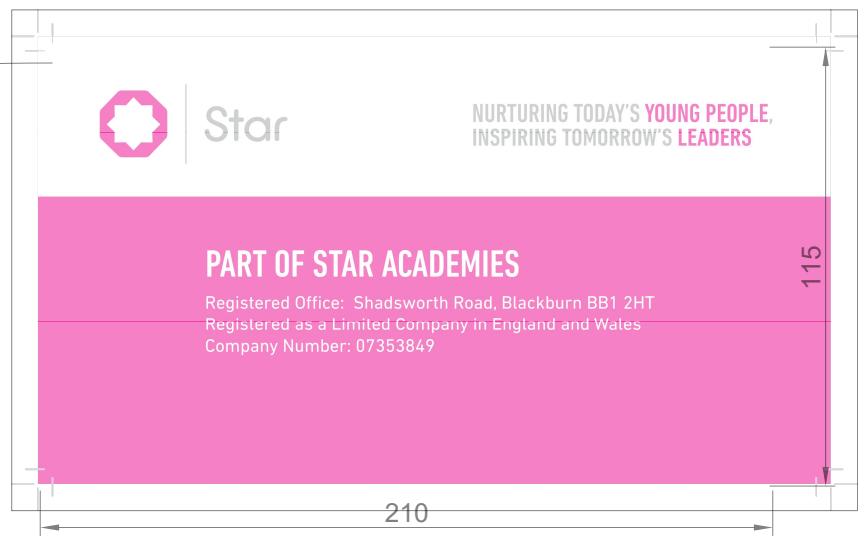 Star
NURTURING TODAY'S YOUNG PEOPLE,
INSPIRING TOMORROW'S LEADERS
PART OF STAR ACADEMIES
Registered Office: Shadsworth Road, Blackburn BB1 2HT
Registered as a Limited Company in England and Wales
Company Number: 07353849
115
210